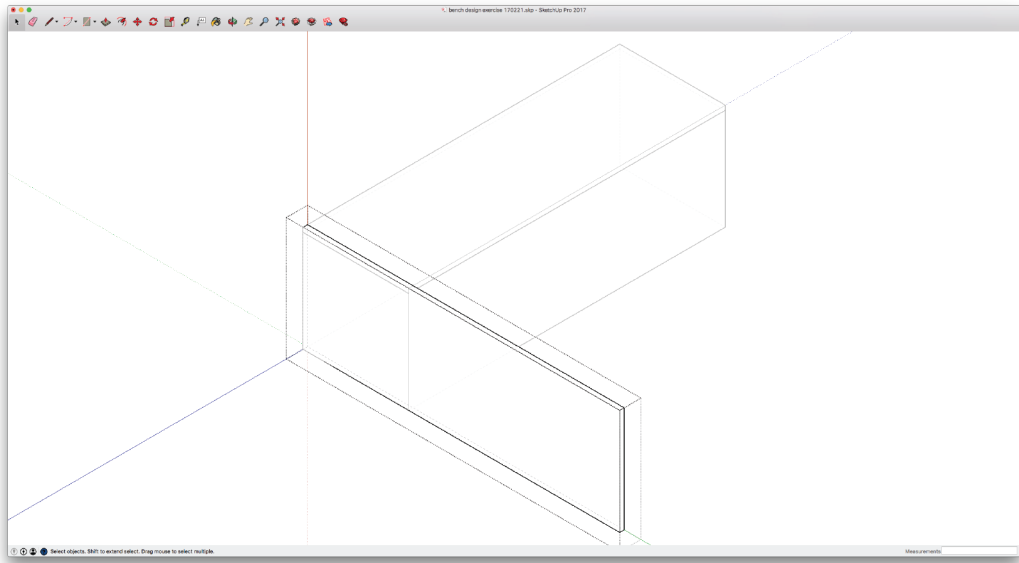 bench design exercise 170221.skp - SketchUp Pro 2017
Select objects. Shift to extend select. Drag mouse to select multiple.
Measurements